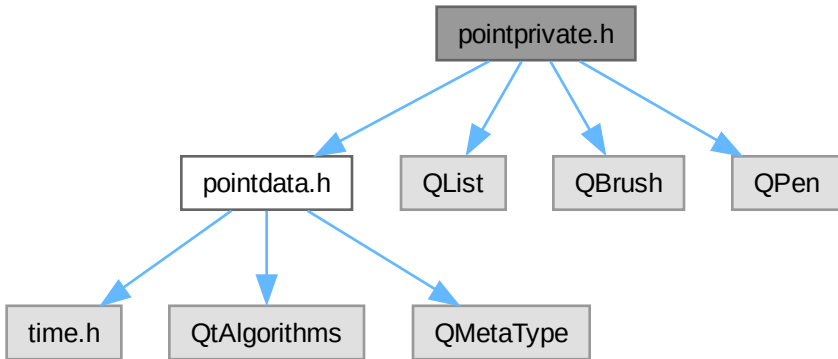 pointprivate.h
pointdata.h
QList
QBrush
QPen
time.h
QtAlgorithms
QMetaType